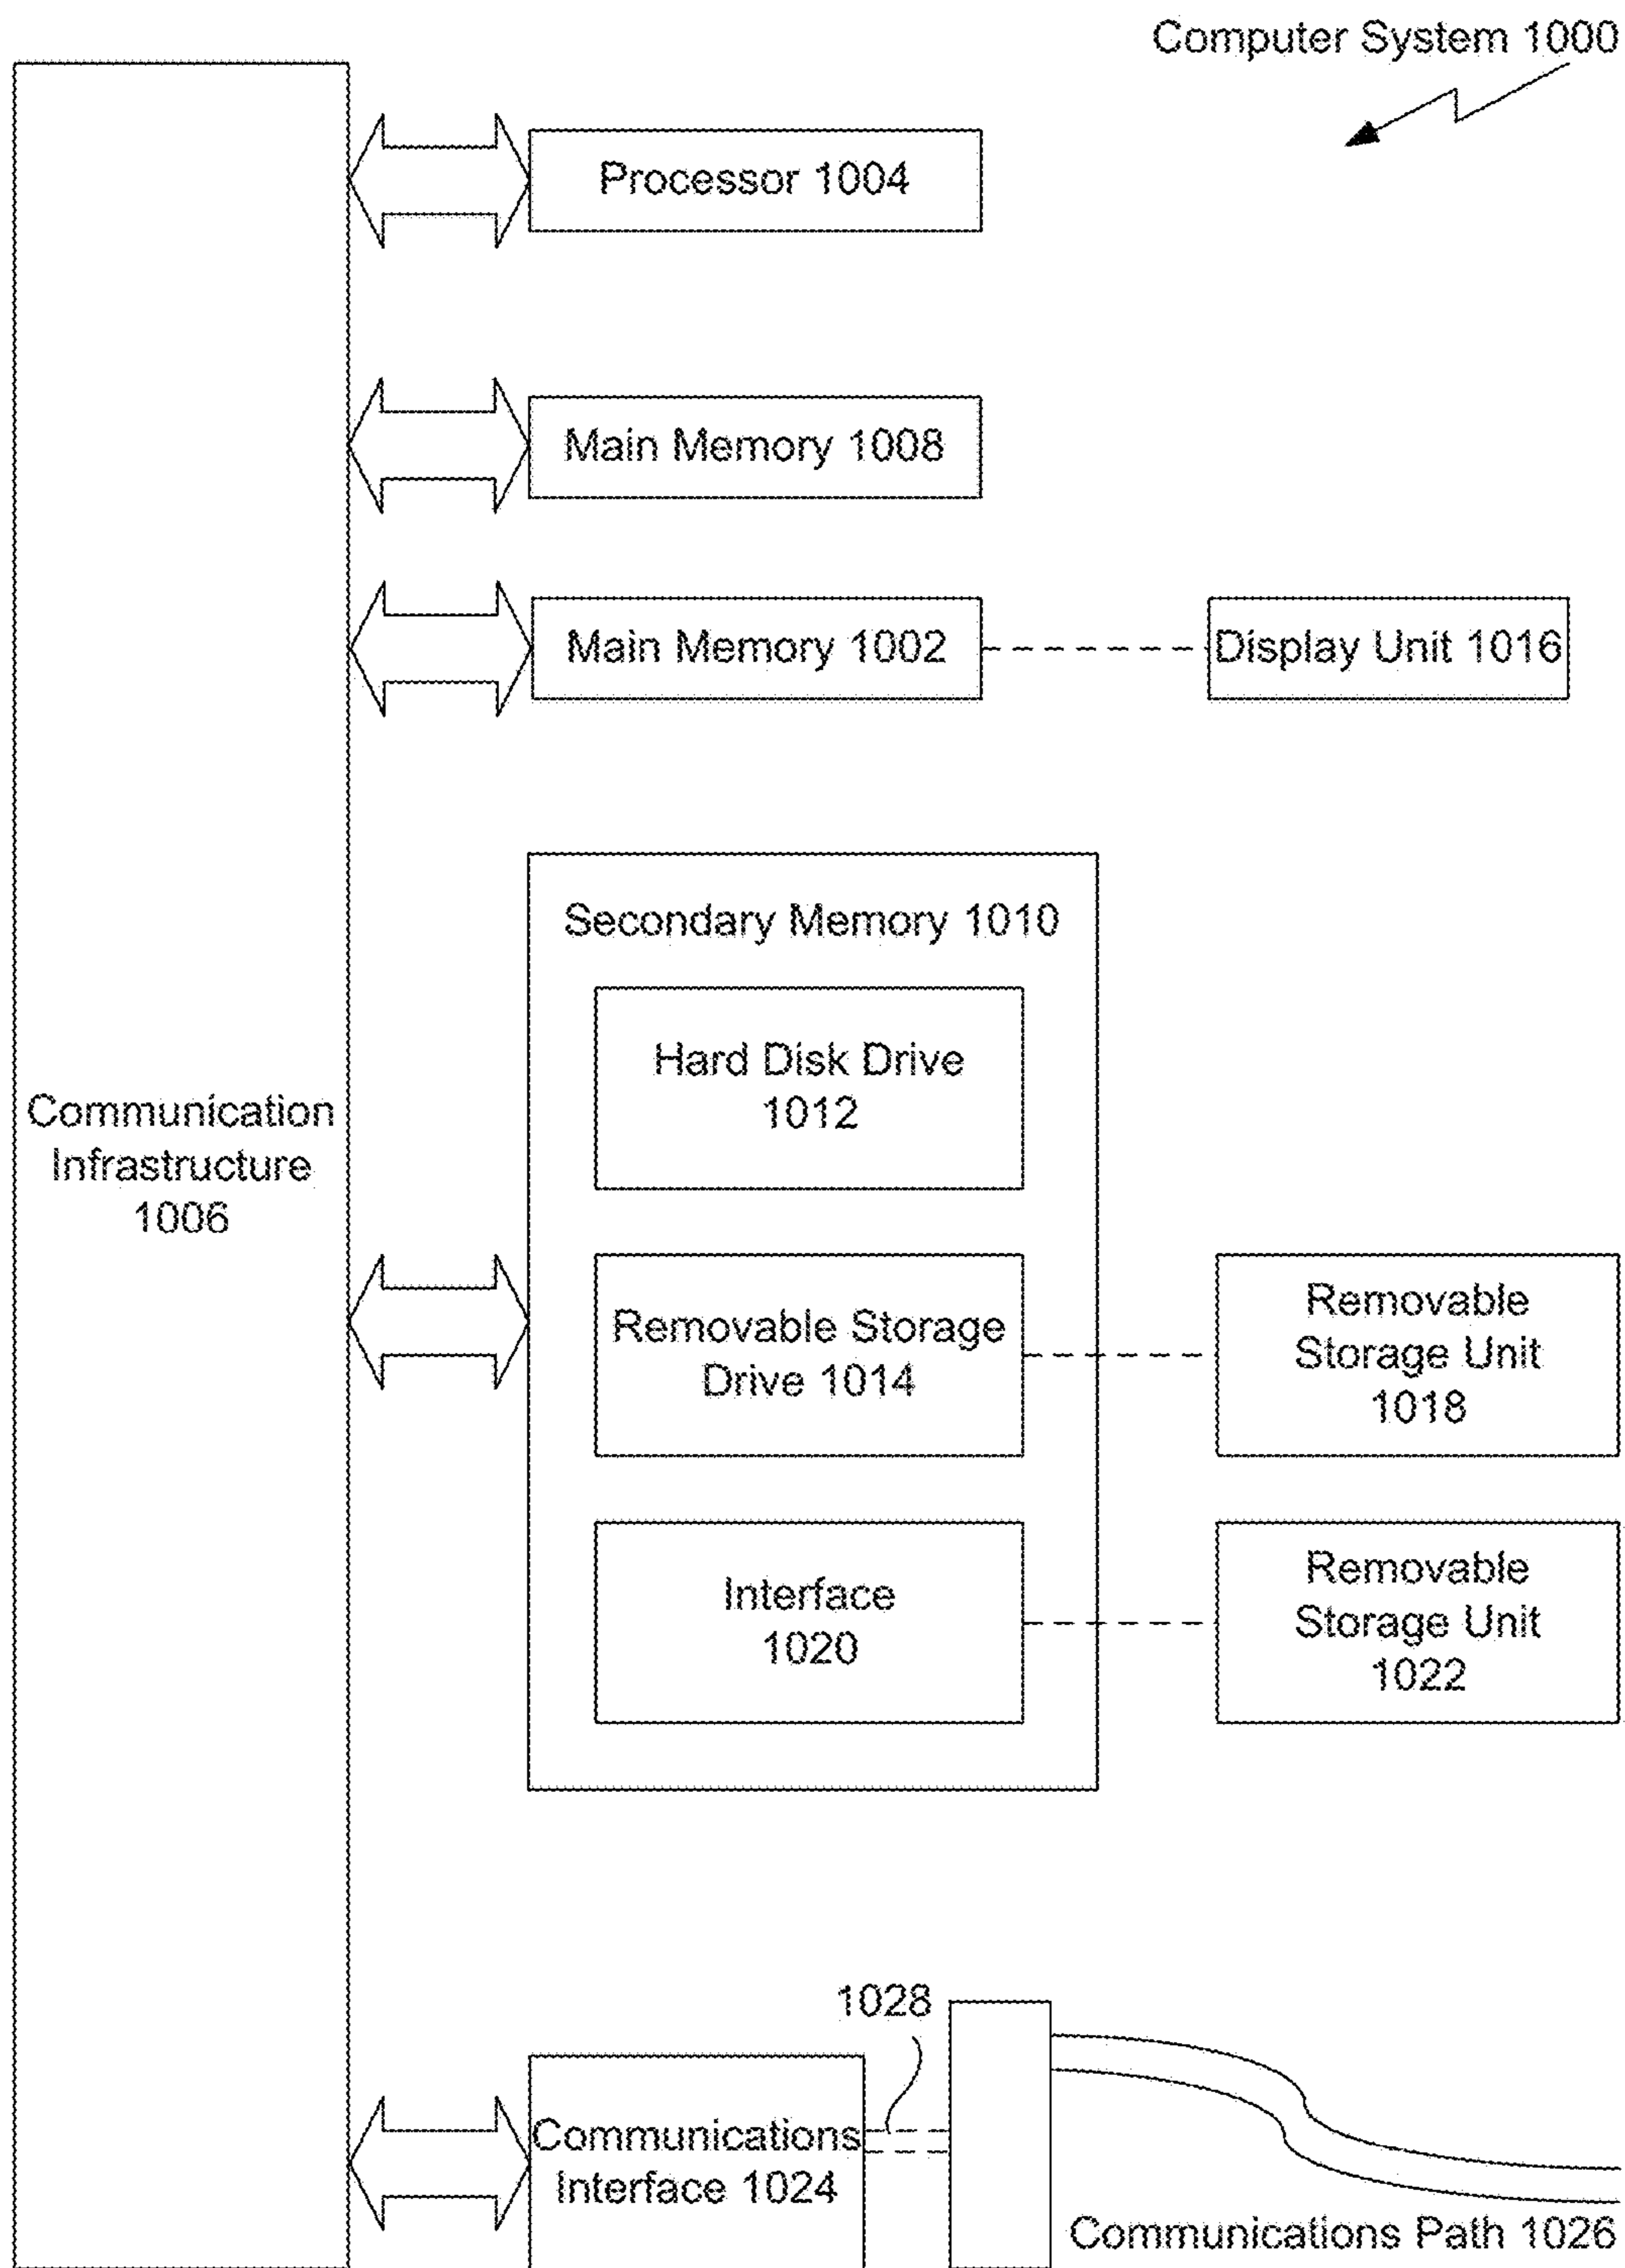 Computer System 1000
Processor 1004
Main Memory 1008
Main Memory 1002
Display Unit 1016
Secondary Memory 1010
Hard Disk Drive
1012
Communication
Infrastructure
1006
Removable Storage
Drive 1014
Removable
Storage Unit
1018
Interface
1020
Removable
Storage Unit
1022
1028
Communications
Interface 1024
Communications Path 1026